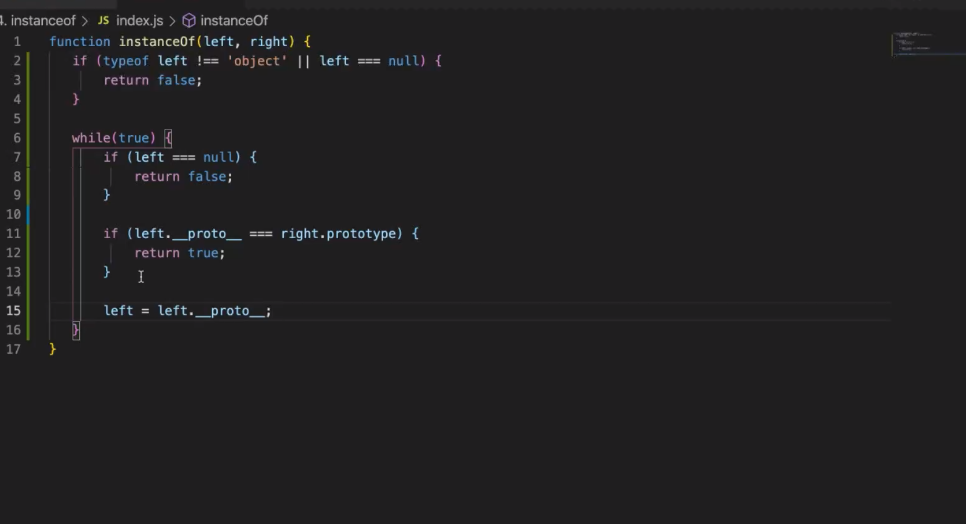 4. instanceof > JS index.js > instanceOf
1 function instanceOf(left, right) {
2 if (typeof left !== 'object' || left === null) {
3 return false;
4 }
5
6 while(true) {
7 if (left === null) {
8 return false;
9 }
10
11 if (left.__proto__ === right.prototype) {
12 return true;
13 }
14
15 left = left.__proto__;
16 }
17 }